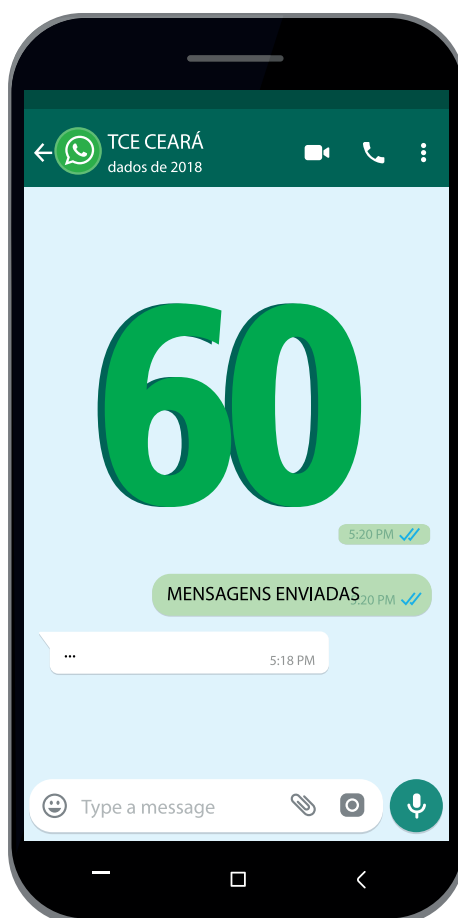 TCE CEARÁ
dados de 2018
60
5:20 PM
MENSAGENS ENVIADAS
5:20 PM
...
5:18 PM
Type a message